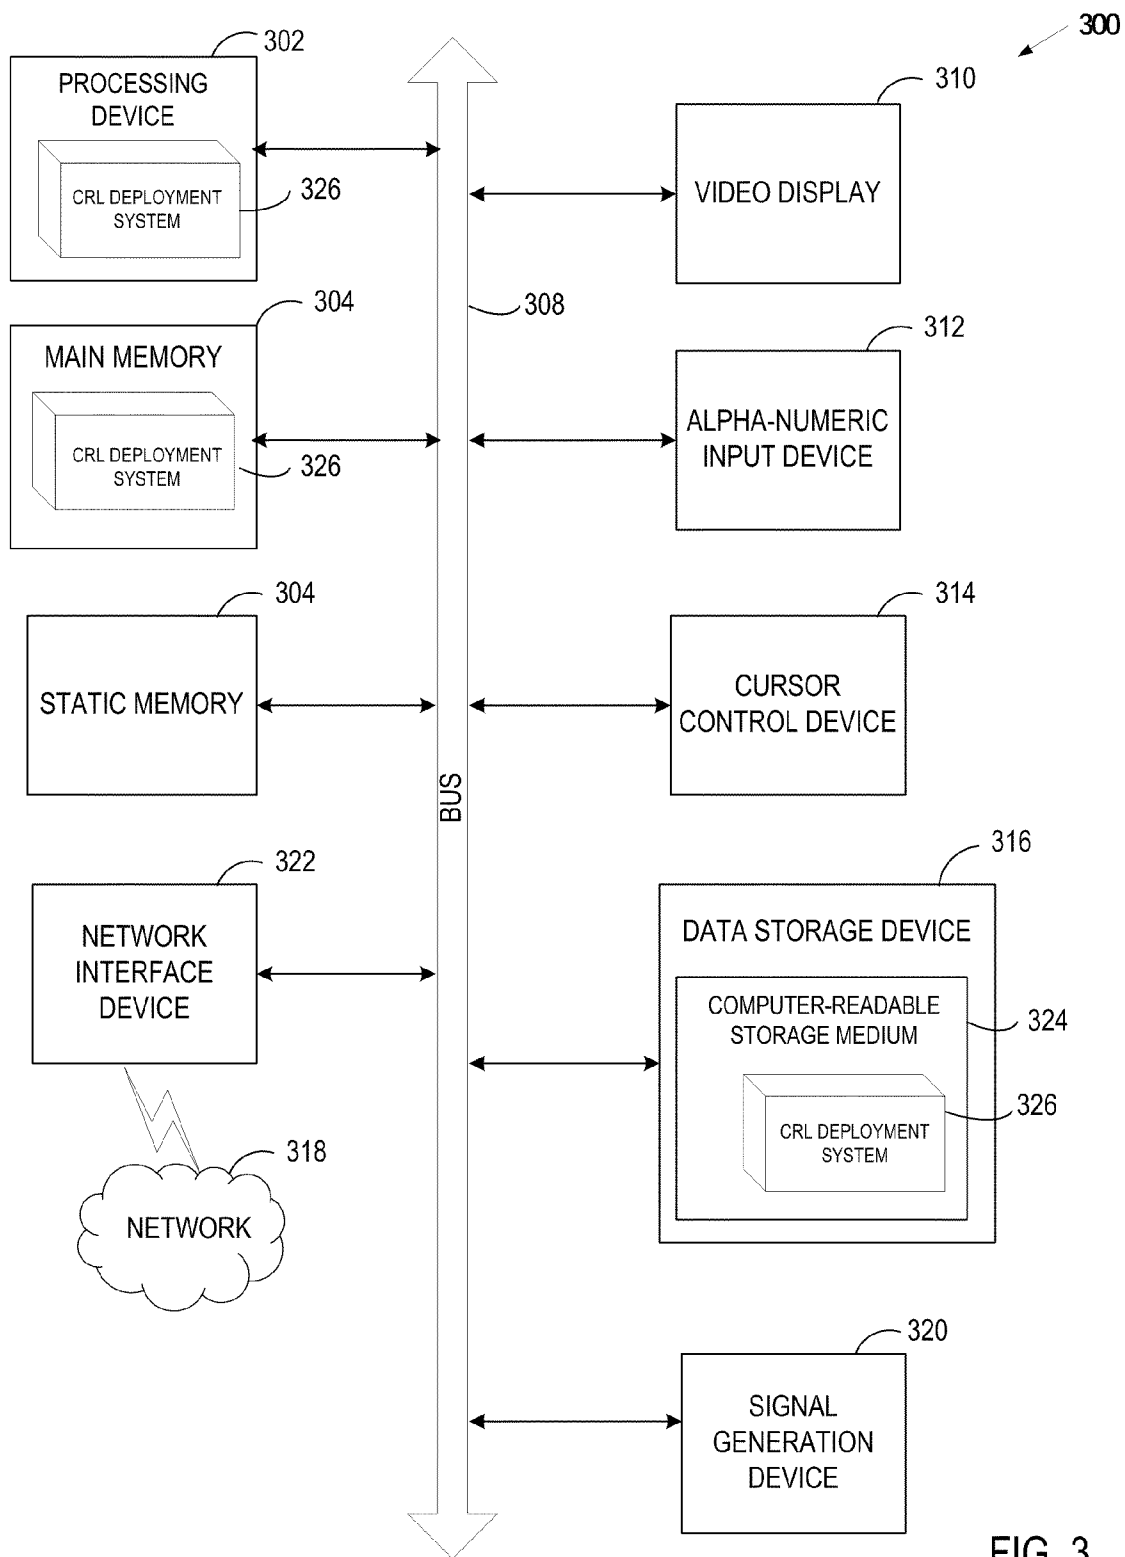 300
302
PROCESSING
DEVICE
CRL DEPLOYMENT
SYSTEM
326
304
MAIN MEMORY
CRL DEPLOYMENT
SYSTEM
326
304
STATIC MEMORY
322
NETWORK
INTERFACE
DEVICE
318
NETWORK
308
BUS
310
VIDEO DISPLAY
312
ALPHA-NUMERIC
INPUT DEVICE
314
CURSOR
CONTROL DEVICE
316
DATA STORAGE DEVICE
COMPUTER-READABLE
STORAGE MEDIUM
324
326
CRL DEPLOYMENT
SYSTEM
320
SIGNAL
GENERATION
DEVICE
FIG. 3